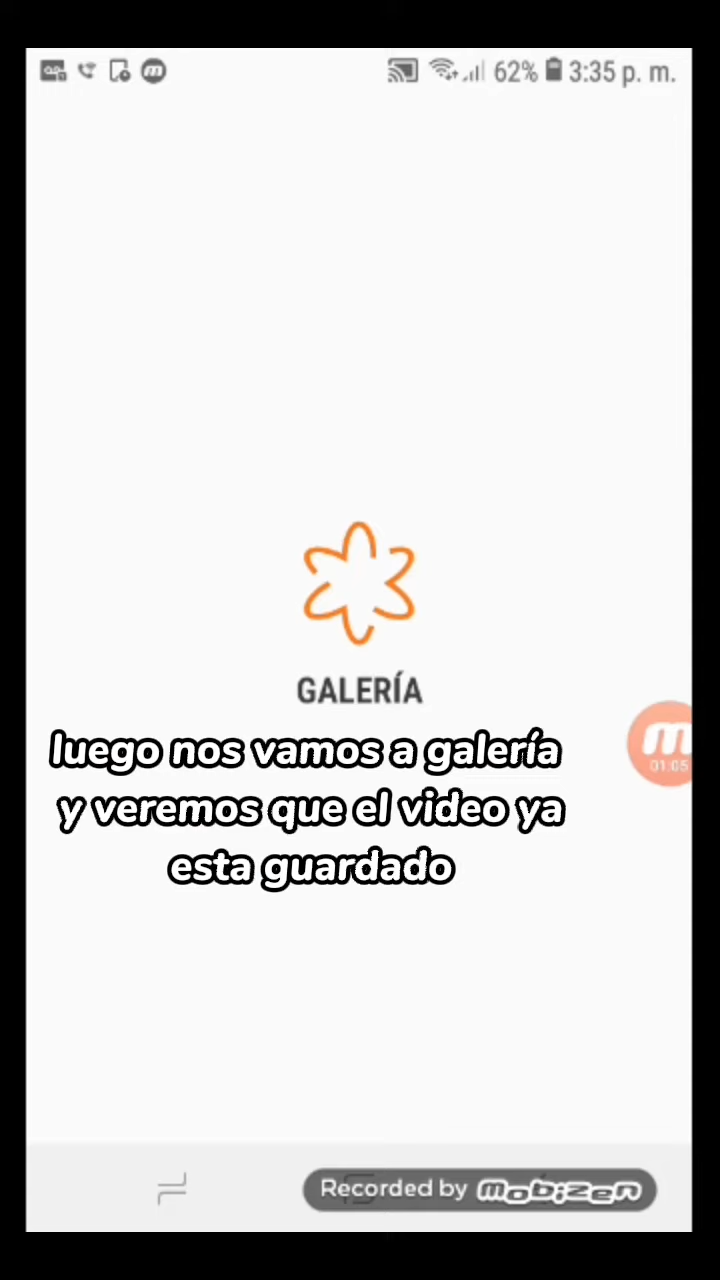 62% 3:35 p. m.
GALERÍA
luego nos vamos a galería
y veremos que el video ya
esta guardado
01:05
Recorded by mobizen